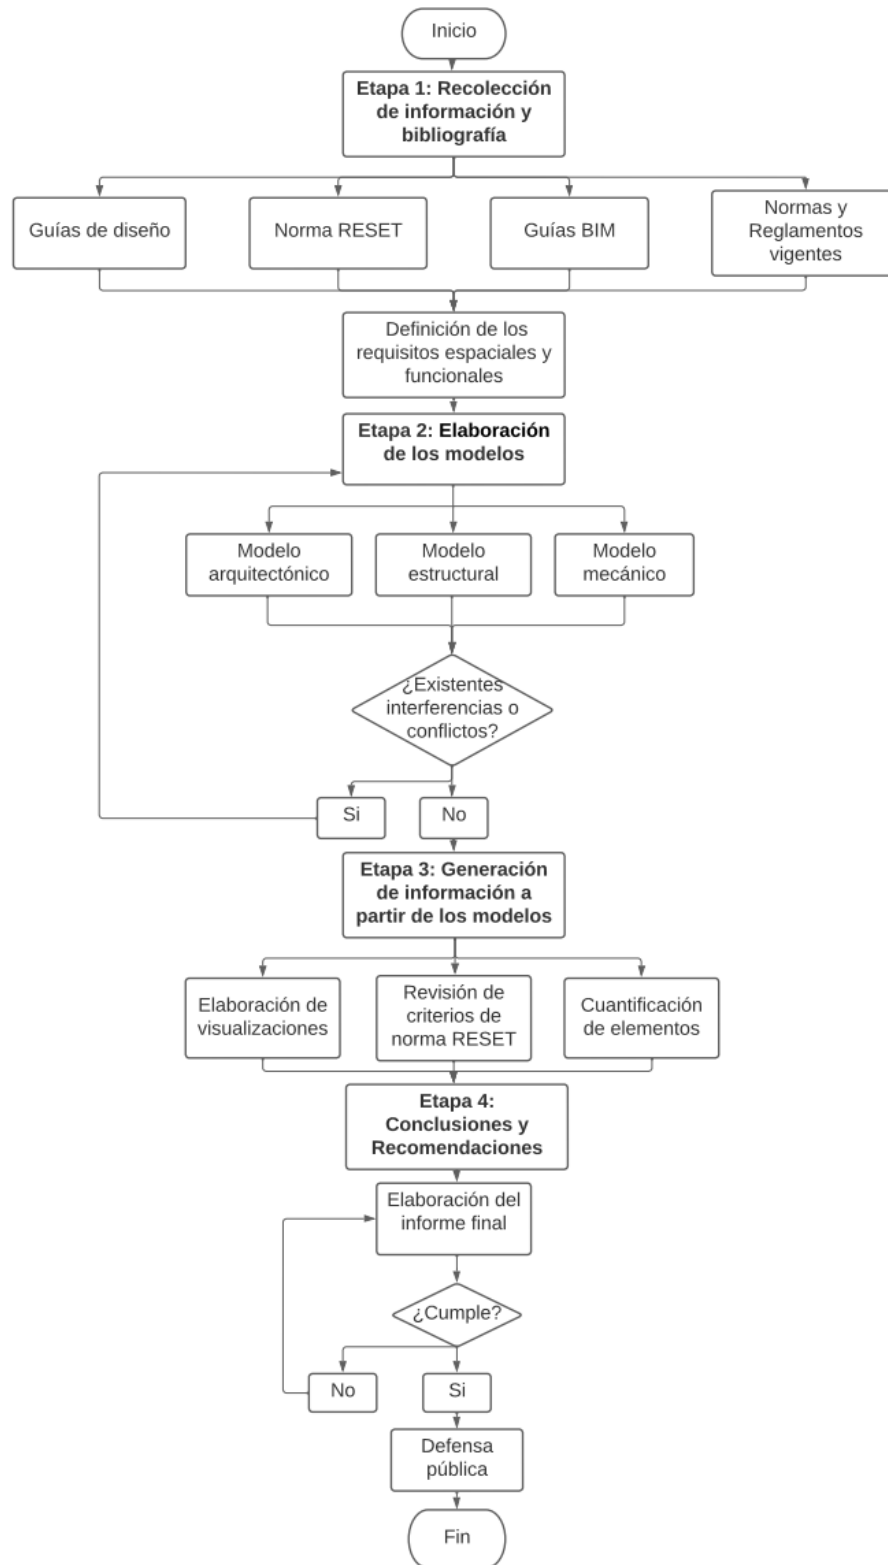 Inicio
Etapa 1: Recolección
de información y
bibliografía
Guías de diseño
Norma RESET
Guías BIM
Normas y
Reglamentos
vigentes
Definición de los
requisitos espaciales y
funcionales
Etapa 2: Elaboración
de los modelos
Modelo
arquitectónico
Modelo
estructural
Modelo
mecánico
¿Existentes
interferencias o
conflictos?
Si
No
Etapa 3: Generación
de información a
partir de los modelos
Elaboración de
visualizaciones
Revisión de
criterios de
norma RESET
Cuantificación
de elementos
Etapa 4:
Conclusiones y
Recomendaciones
Elaboración del
informe final
¿Cumple?
No
Si
Defensa
pública
Fin